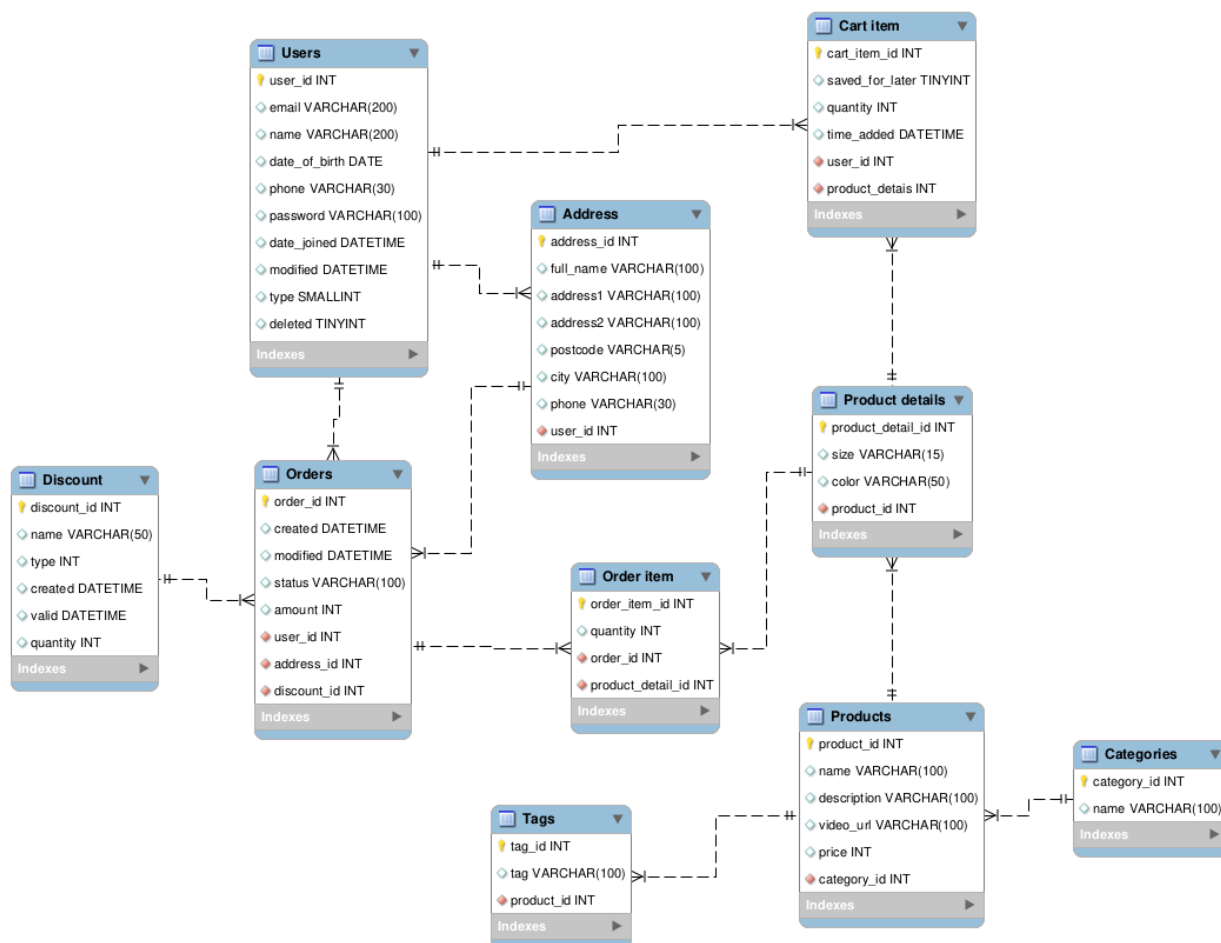 Users
user_id INT
email VARCHAR(200)
name VARCHAR(200)
date_of_birth DATE
phone VARCHAR(30)
password VARCHAR(100)
date_joined DATETIME
modified DATETIME
type SMALLINT
deleted TINYINT
Indexes
Cart item
cart_item_id INT
saved_for_later TINYINT
quantity INT
time_added DATETIME
user_id INT
product_detais INT
Indexes
Address
address_id INT
full_name VARCHAR(100)
address1 VARCHAR(100)
address2 VARCHAR(100)
postcode VARCHAR(5)
city VARCHAR(100)
phone VARCHAR(30)
user_id INT
Indexes
Product details
product_detail_id INT
size VARCHAR(15)
color VARCHAR(50)
product_id INT
Indexes
Discount
discount_id INT
name VARCHAR(50)
type INT
created DATETIME
valid DATETIME
quantity INT
Indexes
Orders
order_id INT
created DATETIME
modified DATETIME
status VARCHAR(100)
amount INT
user_id INT
address_id INT
discount_id INT
Indexes
Order item
order_item_id INT
quantity INT
order_id INT
product_detail_id INT
Indexes
Products
product_id INT
name VARCHAR(100)
description VARCHAR(100)
video_url VARCHAR(100)
price INT
category_id INT
Indexes
Categories
category_id INT
name VARCHAR(100)
Indexes
Tags
tag_id INT
tag VARCHAR(100)
product_id INT
Indexes